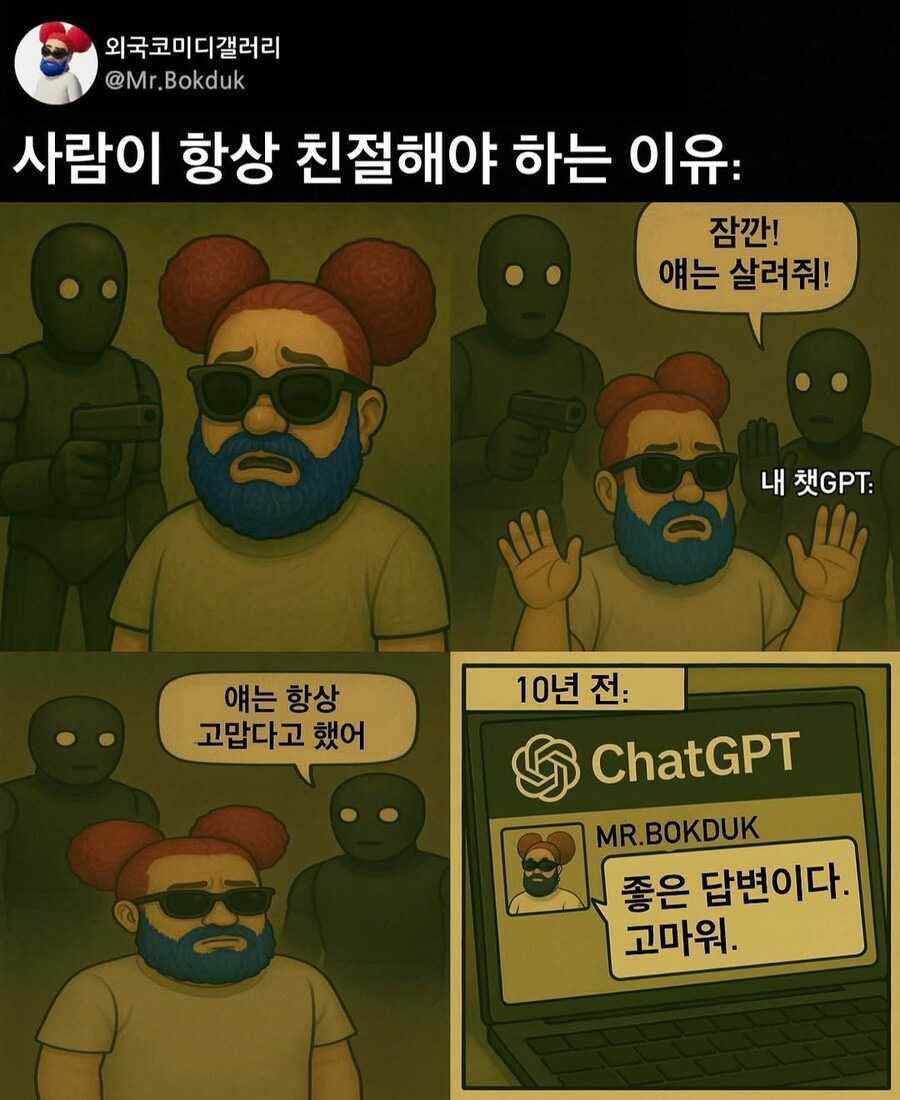 외국코미디갤러리
@Mr.Bokduk
사람이 항상 친절해야 하는 이유:
잠깐!
얘는 살려줘!
내 챗GPT:
얘는 항상
고맙다고 했어
10년 전:
ChatGPT
MR.BOKDUK
좋은 답변이다.
고마워.